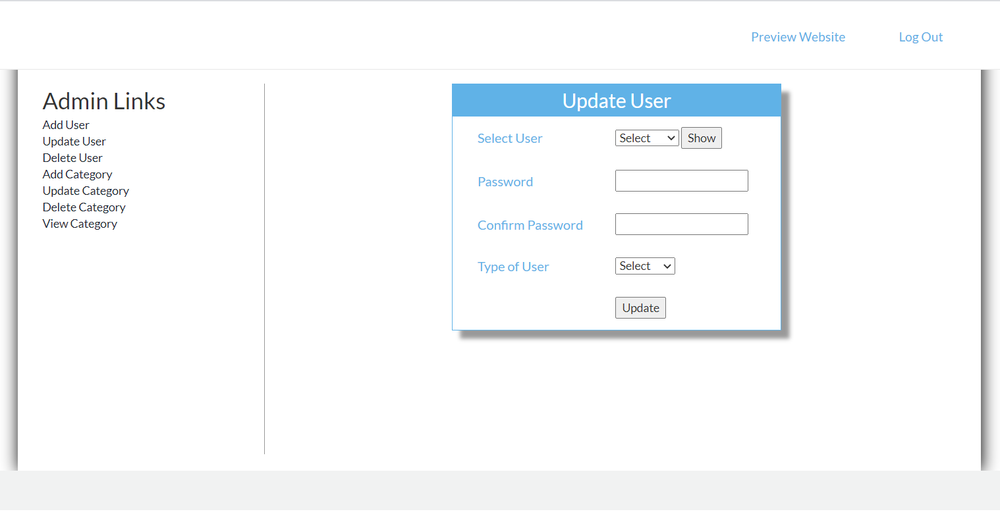 Preview Website Log Out
Admin Links
Add User
Update User
Delete User
Add Category
Update Category
Delete Category
View Category
Update User
Select User Select Show
Password
Confirm Password
Type of User Select
Update